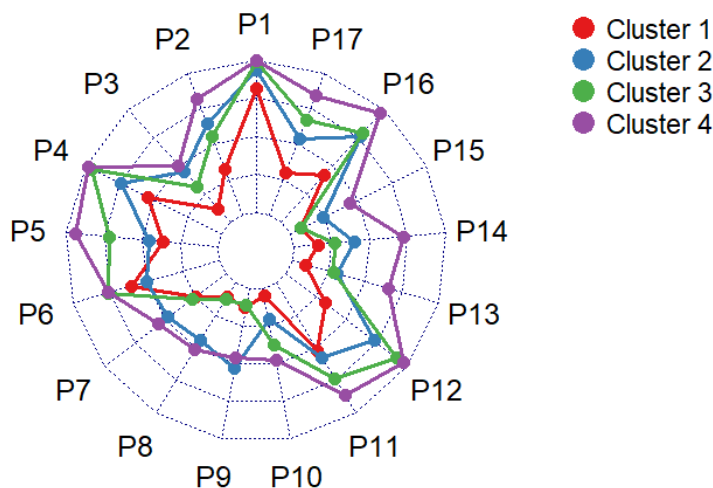 P1
P2
P3
P4
P5
P6
P7
P8
P9
P10
P11
P12
P13
P14
P15
P16
P17
Cluster 1
Cluster 2
Cluster 3
Cluster 4